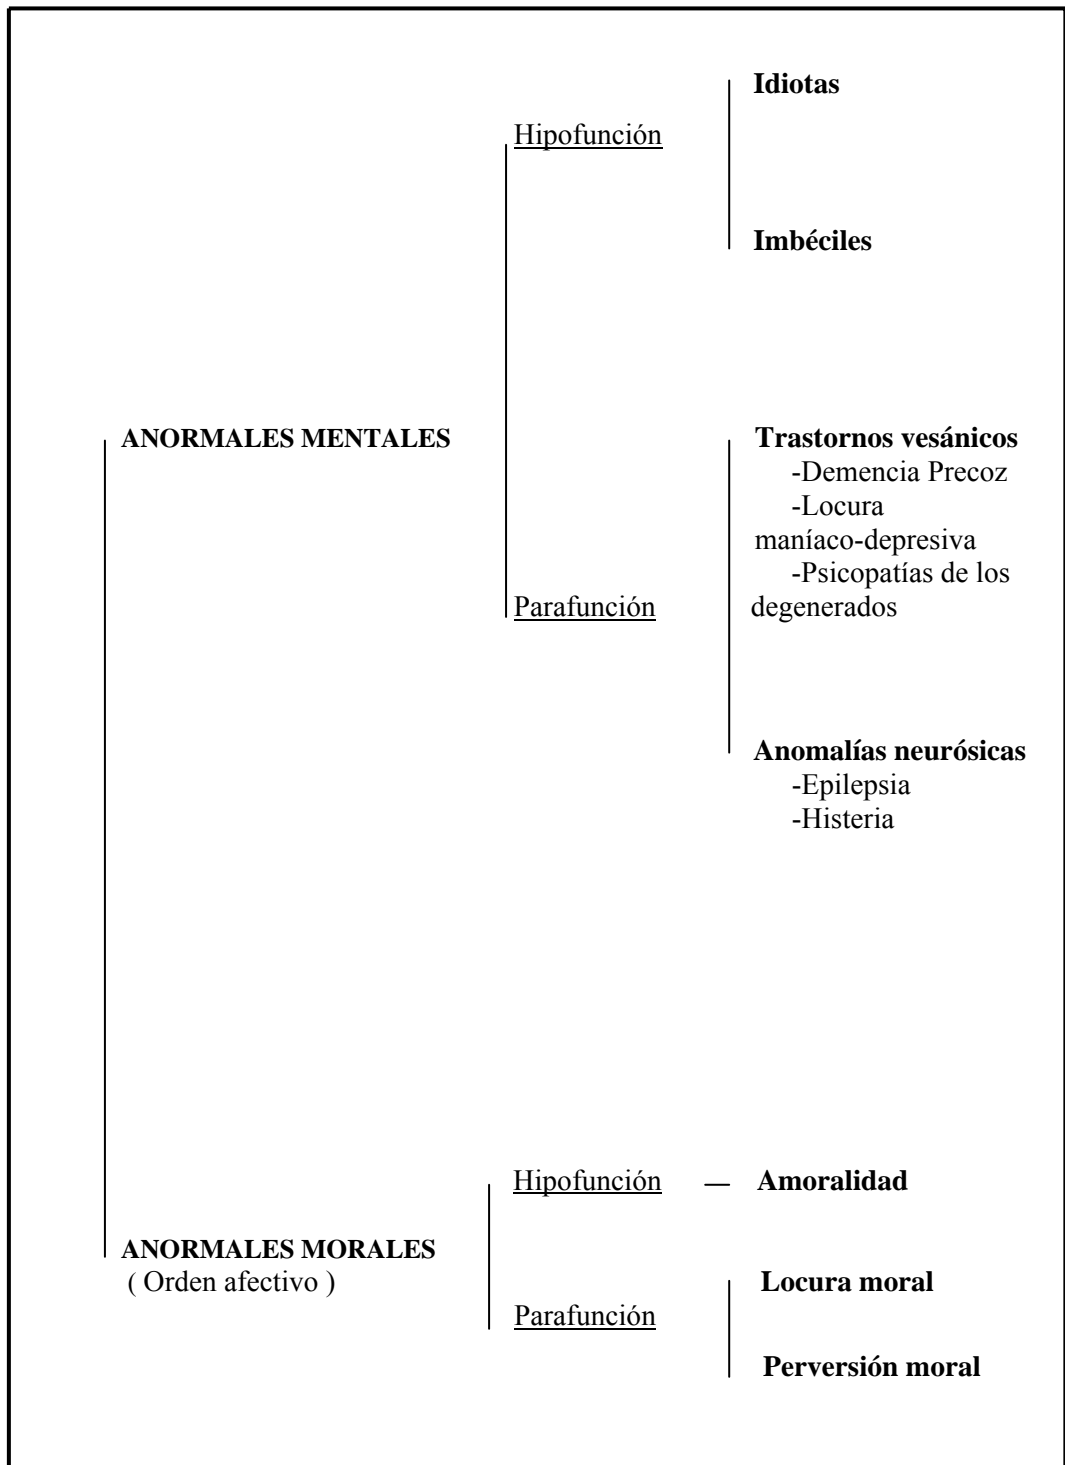 Idiotas
Hipofunción
Imbéciles
ANORMALES MENTALES
Trastornos vesánicos
-Demencia Precoz
-Locura
maníaco-depresiva
-Psicopatías de los
degenerados
Parafunción
Anomalías neurósicas
-Epilepsia
-Histeria
Hipofunción
Amoralidad
ANORMALES MORALES
( Orden afectivo )
Locura moral
Parafunción
Perversión moral